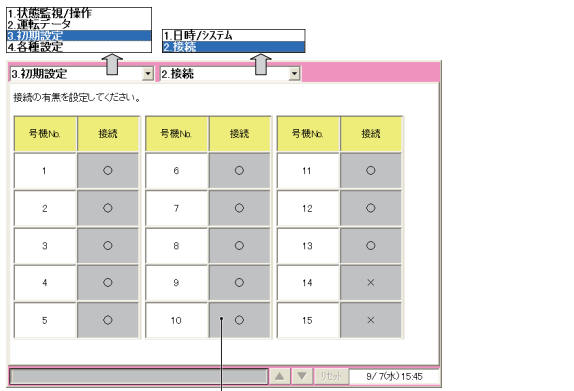 1.状態監視/操作
2.運転データ
3.初期設定
4.各種設定
1.日時/システム
2.接続
3.初期設定 2.接続
接続の有無を設定してください。
号機No. 接続 号機No. 接続 号機No. 接続
1 ○ 6 ○ 11 ○
2 ○ 7 ○ 12 ○
3 ○ 8 ○ 13 ○
4 ○ 9 ○ 14 ×
5 ○ 10 ○ 15 ×
▲ ▼ リセット 9/ 7(水) 15:45